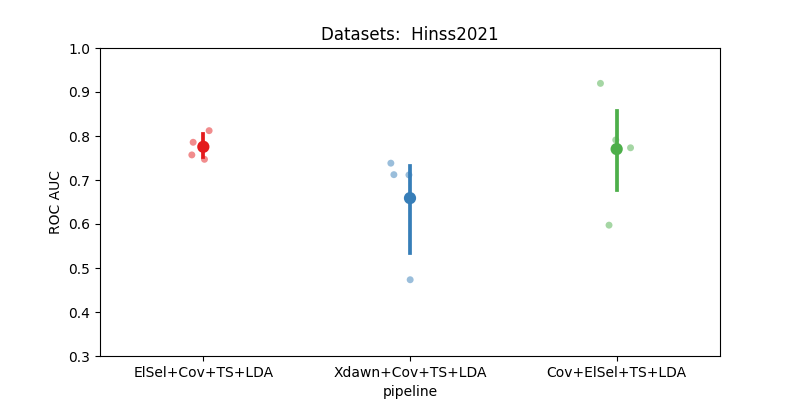 Datasets:  Hinss2021
1.0
0.9
0.8
0.7
0.6
0.5
0.4
0.3
ROC AUC
ElSel+Cov+TS+LDA
Xdawn+Cov+TS+LDA
Cov+ElSel+TS+LDA
pipeline